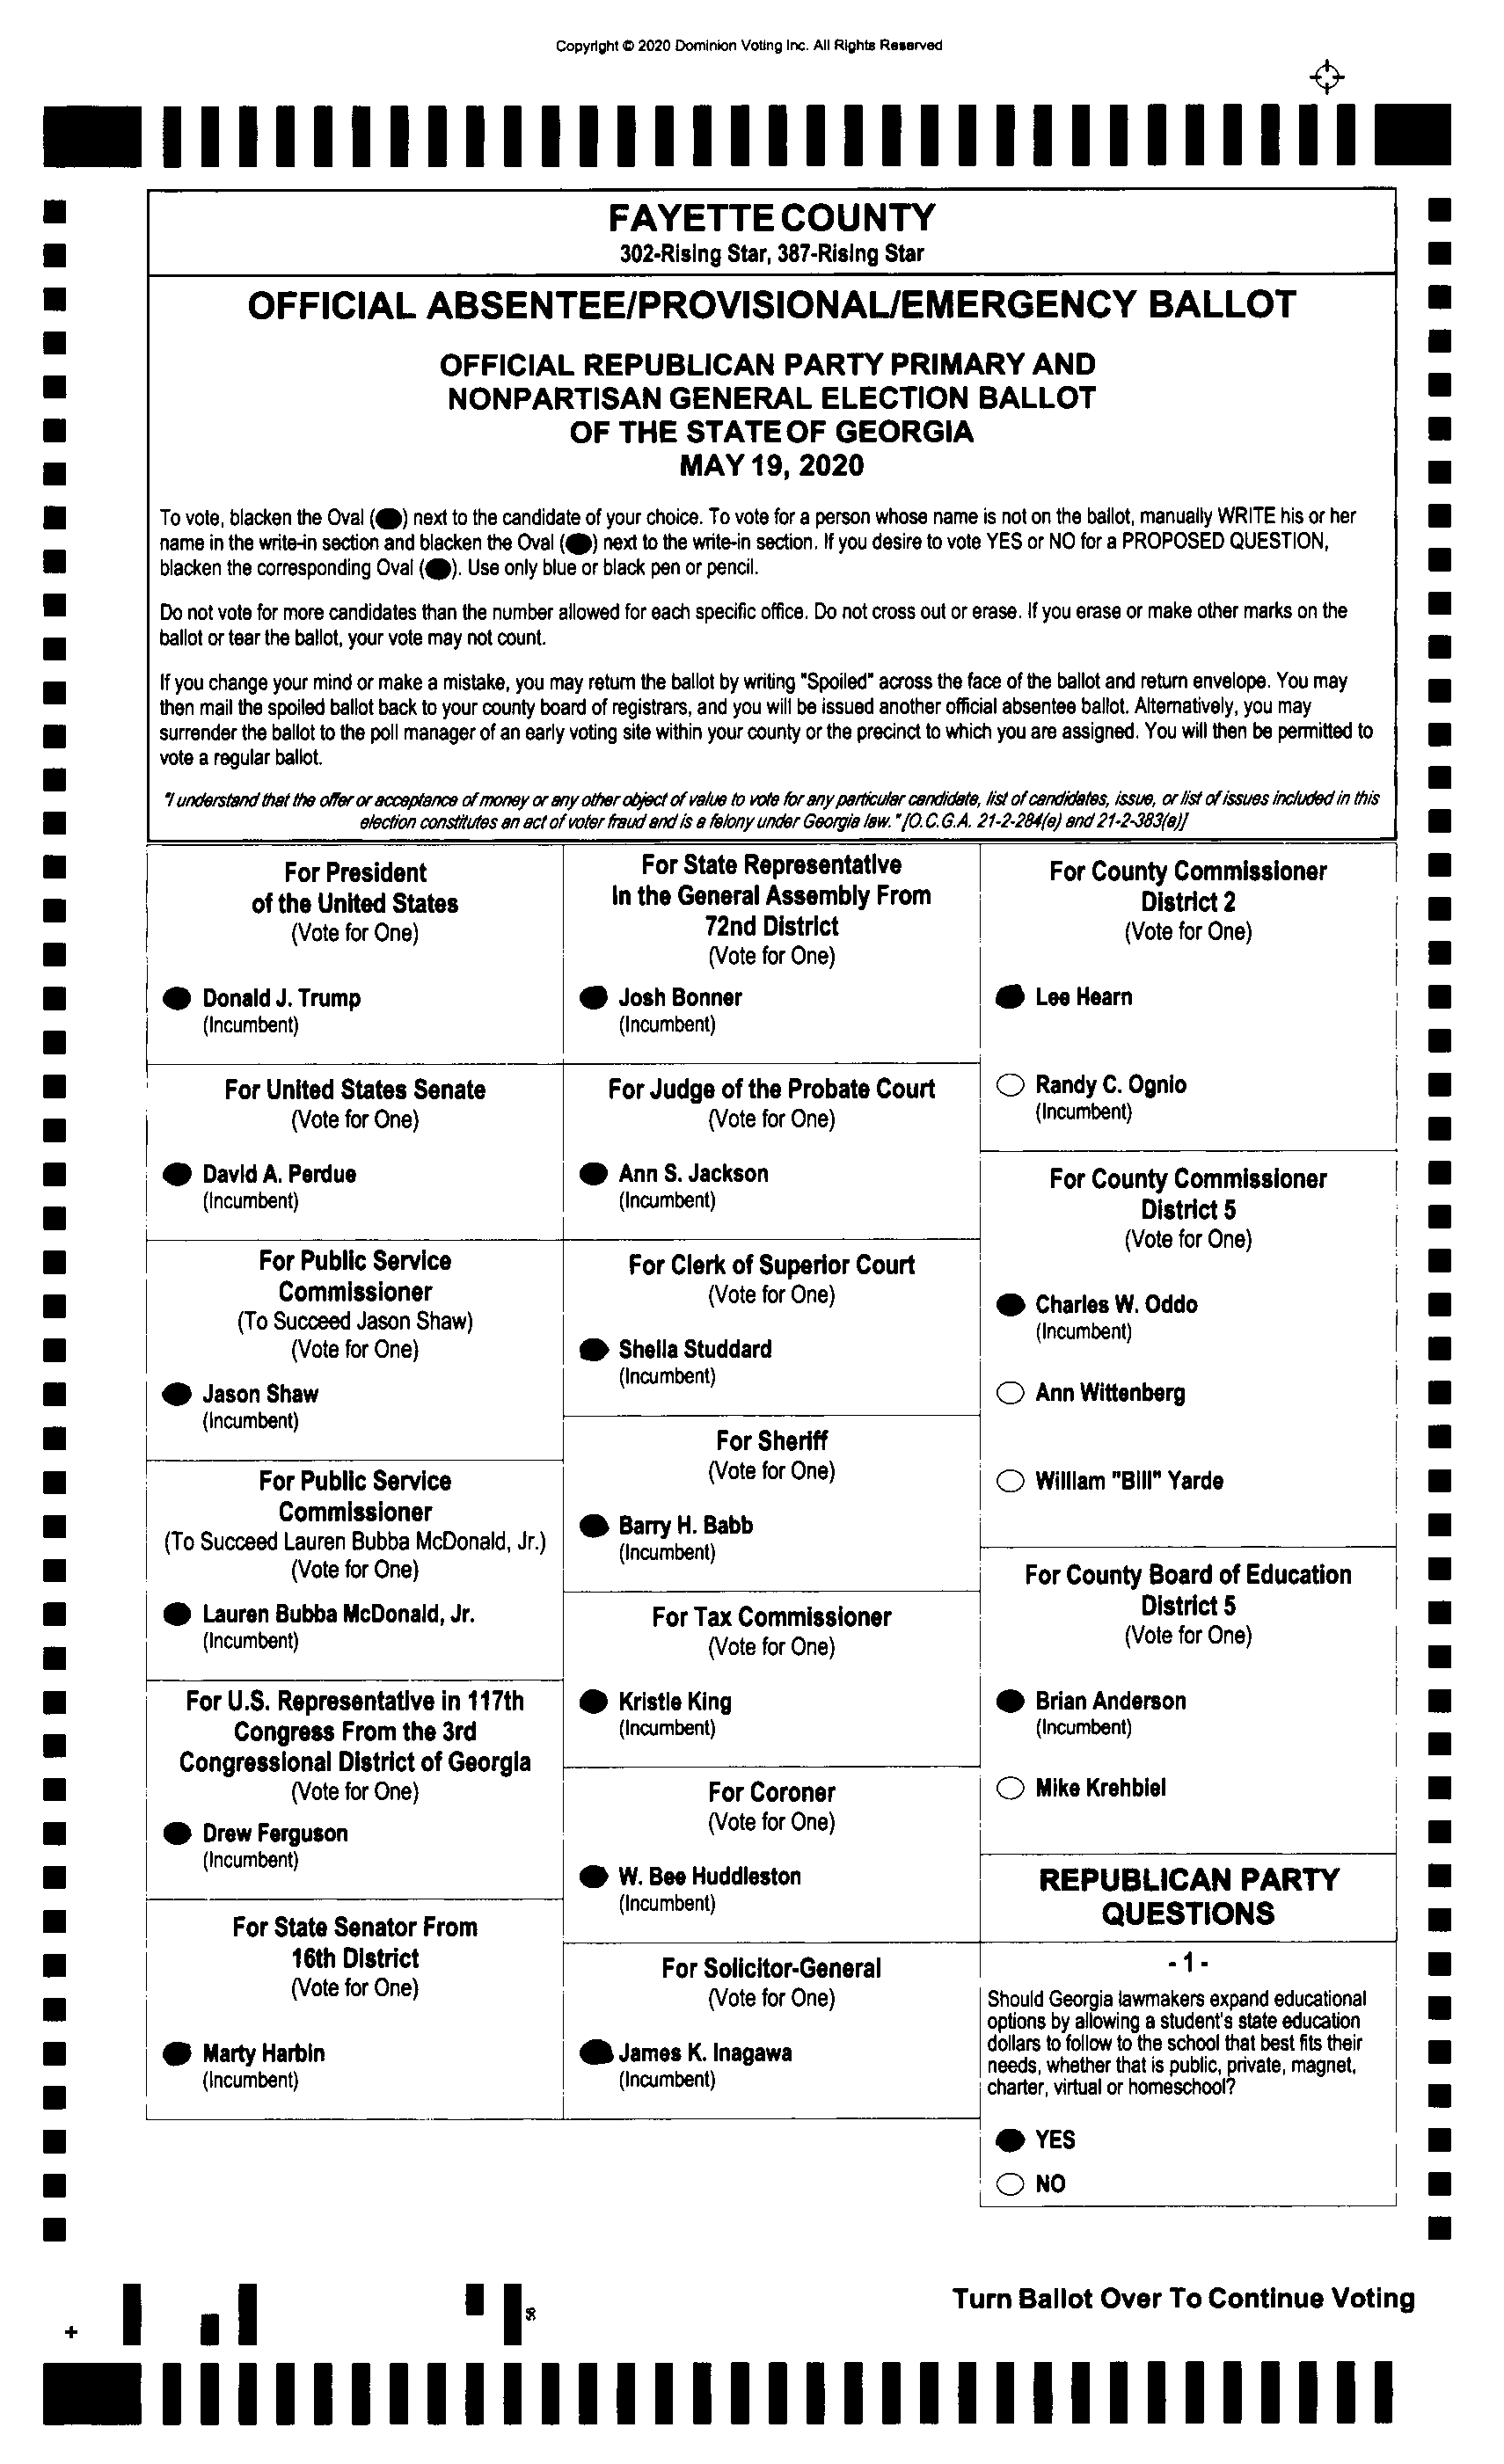 Copyright © 2020 Dominion Voting Inc. All Rights Reserved
FAYETTE COUNTY
302-Rising Star, 387-Rising Star
OFFICIAL ABSENTEE/PROVISIONAL/EMERGENCY BALLOT
OFFICIAL REPUBLICAN PARTY PRIMARY AND
NONPARTISAN GENERAL ELECTION BALLOT
OF THE STATE OF GEORGIA
MAY 19, 2020
To vote, blacken the Oval ( ) next to the candidate of your choice. To vote for a person whose name is not on the ballot, manually WRITE his or her
name in the write-in section and blacken the Oval ( ) next to the write-in section. If you desire to vote YES or NO for a PROPOSED QUESTION,
blacken the corresponding Oval ( ). Use only blue or black pen or pencil.
Do not vote for more candidates than the number allowed for each specific office. Do not cross out or erase. If you erase or make other marks on the
ballot or tear the ballot, your vote may not count.
If you change your mind or make a mistake, you may return the ballot by writing "Spoiled" across the face of the ballot and return envelope. You may
then mail the spoiled ballot back to your county board of registrars, and you will be issued another official absentee ballot. Alternatively, you may
surrender the ballot to the poll manager of an early voting site within your county or the precinct to which you are assigned. You will then be permitted to
vote a regular ballot.
"I understand that the offer or acceptance of money or any other object of value to vote for any particular candidate, list of candidates, issue, or list of issues included in this
election constitutes an act of voter fraud and is a felony under Georgia law." [O.C.G.A. 21-2-284(e) and 21-2-383(a)]
For President
of the United States
(Vote for One)
Donald J. Trump
(Incumbent)
For United States Senate
(Vote for One)
David A. Perdue
(Incumbent)
For Public Service
Commissioner
(To Succeed Jason Shaw)
(Vote for One)
Jason Shaw
(Incumbent)
For Public Service
Commissioner
(To Succeed Lauren Bubba McDonald, Jr.)
(Vote for One)
Lauren Bubba McDonald, Jr.
(Incumbent)
For U.S. Representative in 117th
Congress From the 3rd
Congressional District of Georgia
(Vote for One)
Drew Ferguson
(Incumbent)
For State Senator From
16th District
(Vote for One)
Marty Harbin
(Incumbent)
For State Representative
In the General Assembly From
72nd District
(Vote for One)
Josh Bonner
(Incumbent)
For Judge of the Probate Court
(Vote for One)
Ann S. Jackson
(Incumbent)
For Clerk of Superior Court
(Vote for One)
Sheila Studdard
(Incumbent)
For Sheriff
(Vote for One)
Barry H. Babb
(Incumbent)
For Tax Commissioner
(Vote for One)
Kristie King
(Incumbent)
For Coroner
(Vote for One)
W. Bee Huddleston
(Incumbent)
For Solicitor-General
(Vote for One)
James K. Inagawa
(Incumbent)
For County Commissioner
District 2
(Vote for One)
Lee Hearn
Randy C. Ognio
(Incumbent)
For County Commissioner
District 5
(Vote for One)
Charles W. Oddo
(Incumbent)
Ann Wittenberg
William "Bill" Yarde
For County Board of Education
District 5
(Vote for One)
Brian Anderson
(Incumbent)
Mike Krehbiel
REPUBLICAN PARTY
QUESTIONS
- 1 -
Should Georgia lawmakers expand educational
options by allowing a student's state education
dollars to follow to the school that best fits their
needs, whether that is public, private, magnet,
charter, virtual or homeschool?
YES
NO
Turn Ballot Over To Continue Voting
+